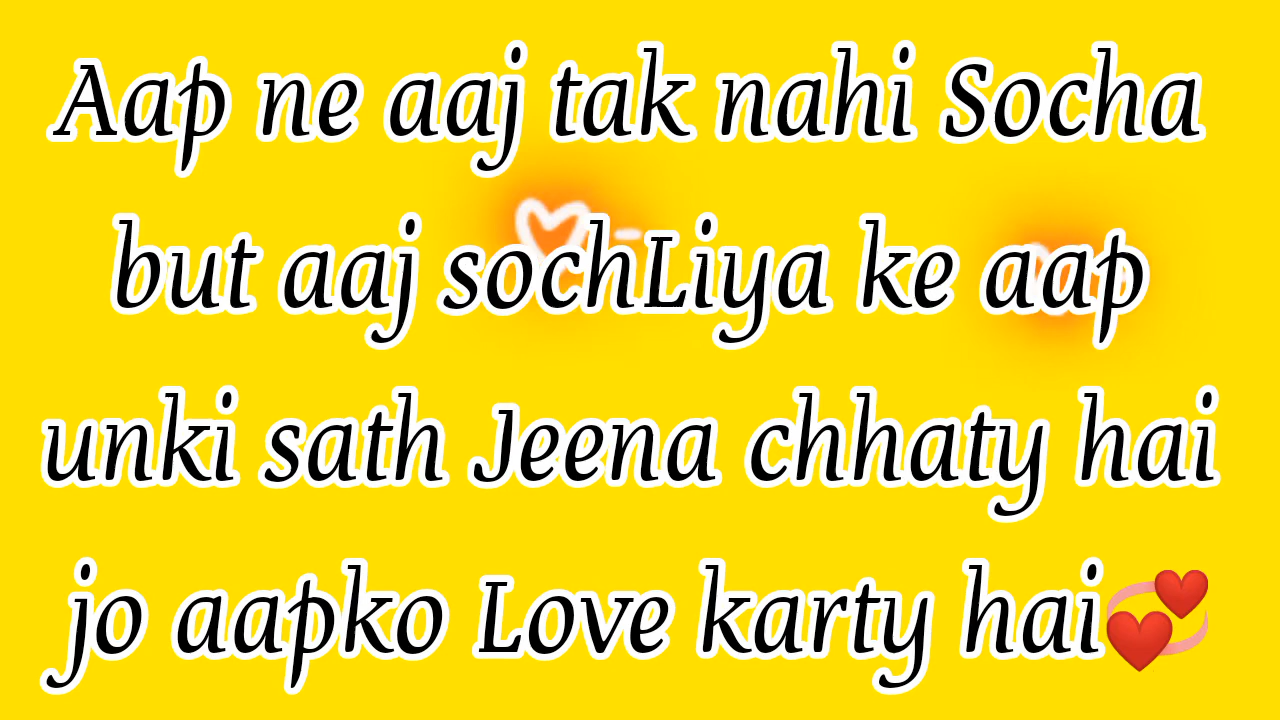 Aap ne aaj tak nahi Socha
but aaj sochLiya ke aap
unki sath Jeena chhaty hai
jo aapko Love karty hai💞